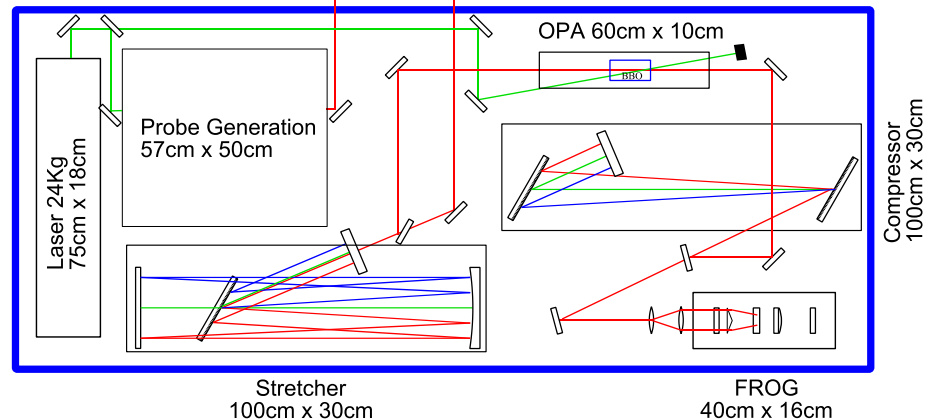 OPA 60cm x 10cm
BBO
Probe Generation
57cm x 50cm
Laser 24Kg
75cm x 18cm
Compressor
100cm x 30cm
Stretcher
100cm x 30cm
FROG
40cm x 16cm